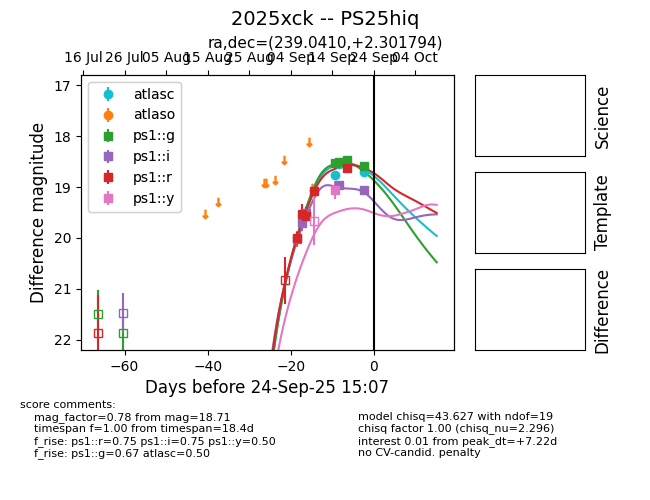 2025xck -- PS25hiq
ra,dec=(239.0410,+2.301794)
16 Jul 26 Jul 05 Aug 15 Aug 25 Aug 04 Sep 14 Sep 24 Sep 04 Oct
atlasc
atlaso
ps1::g
ps1::i
ps1::r
ps1::y
17
18
19
20
21
22
Difference magnitude
−60 −40 −20 0
Days before 24-Sep-25 15:07
Science
Template
Difference
score comments:
mag_factor=0.78 from mag=18.71
timespan f=1.00 from timespan=18.4d
f_rise: ps1::r=0.75 ps1::i=0.75 ps1::y=0.50
f_rise: ps1::g=0.67 atlasc=0.50
model chisq=43.627 with ndof=19
chisq factor 1.00 (chisq_nu=2.296)
interest 0.01 from peak_dt=+7.22d
no CV-candid. penalty